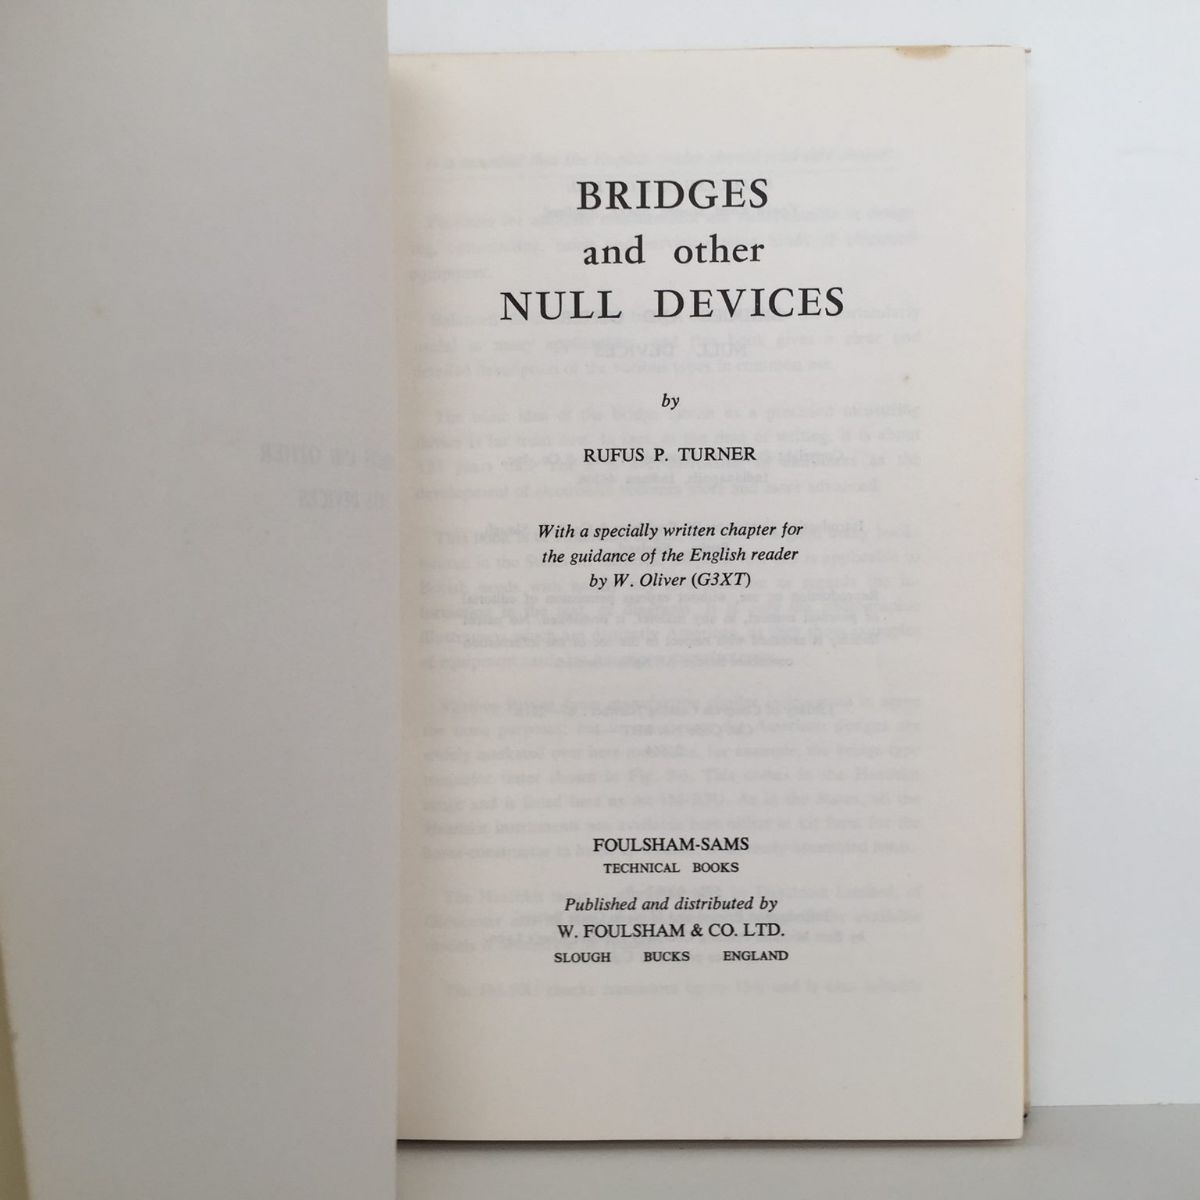 BRIDGES
and other
NULL DEVICES
by
RUFUS P. TURNER
With a specially written chapter for
the guidance of the English reader
by W. Oliver (G3XT)
FOULSHAM-SAMS
TECHNICAL BOOKS
Published and distributed by
W. FOULSHAM & CO. LTD.
SLOUGH BUCKS ENGLAND